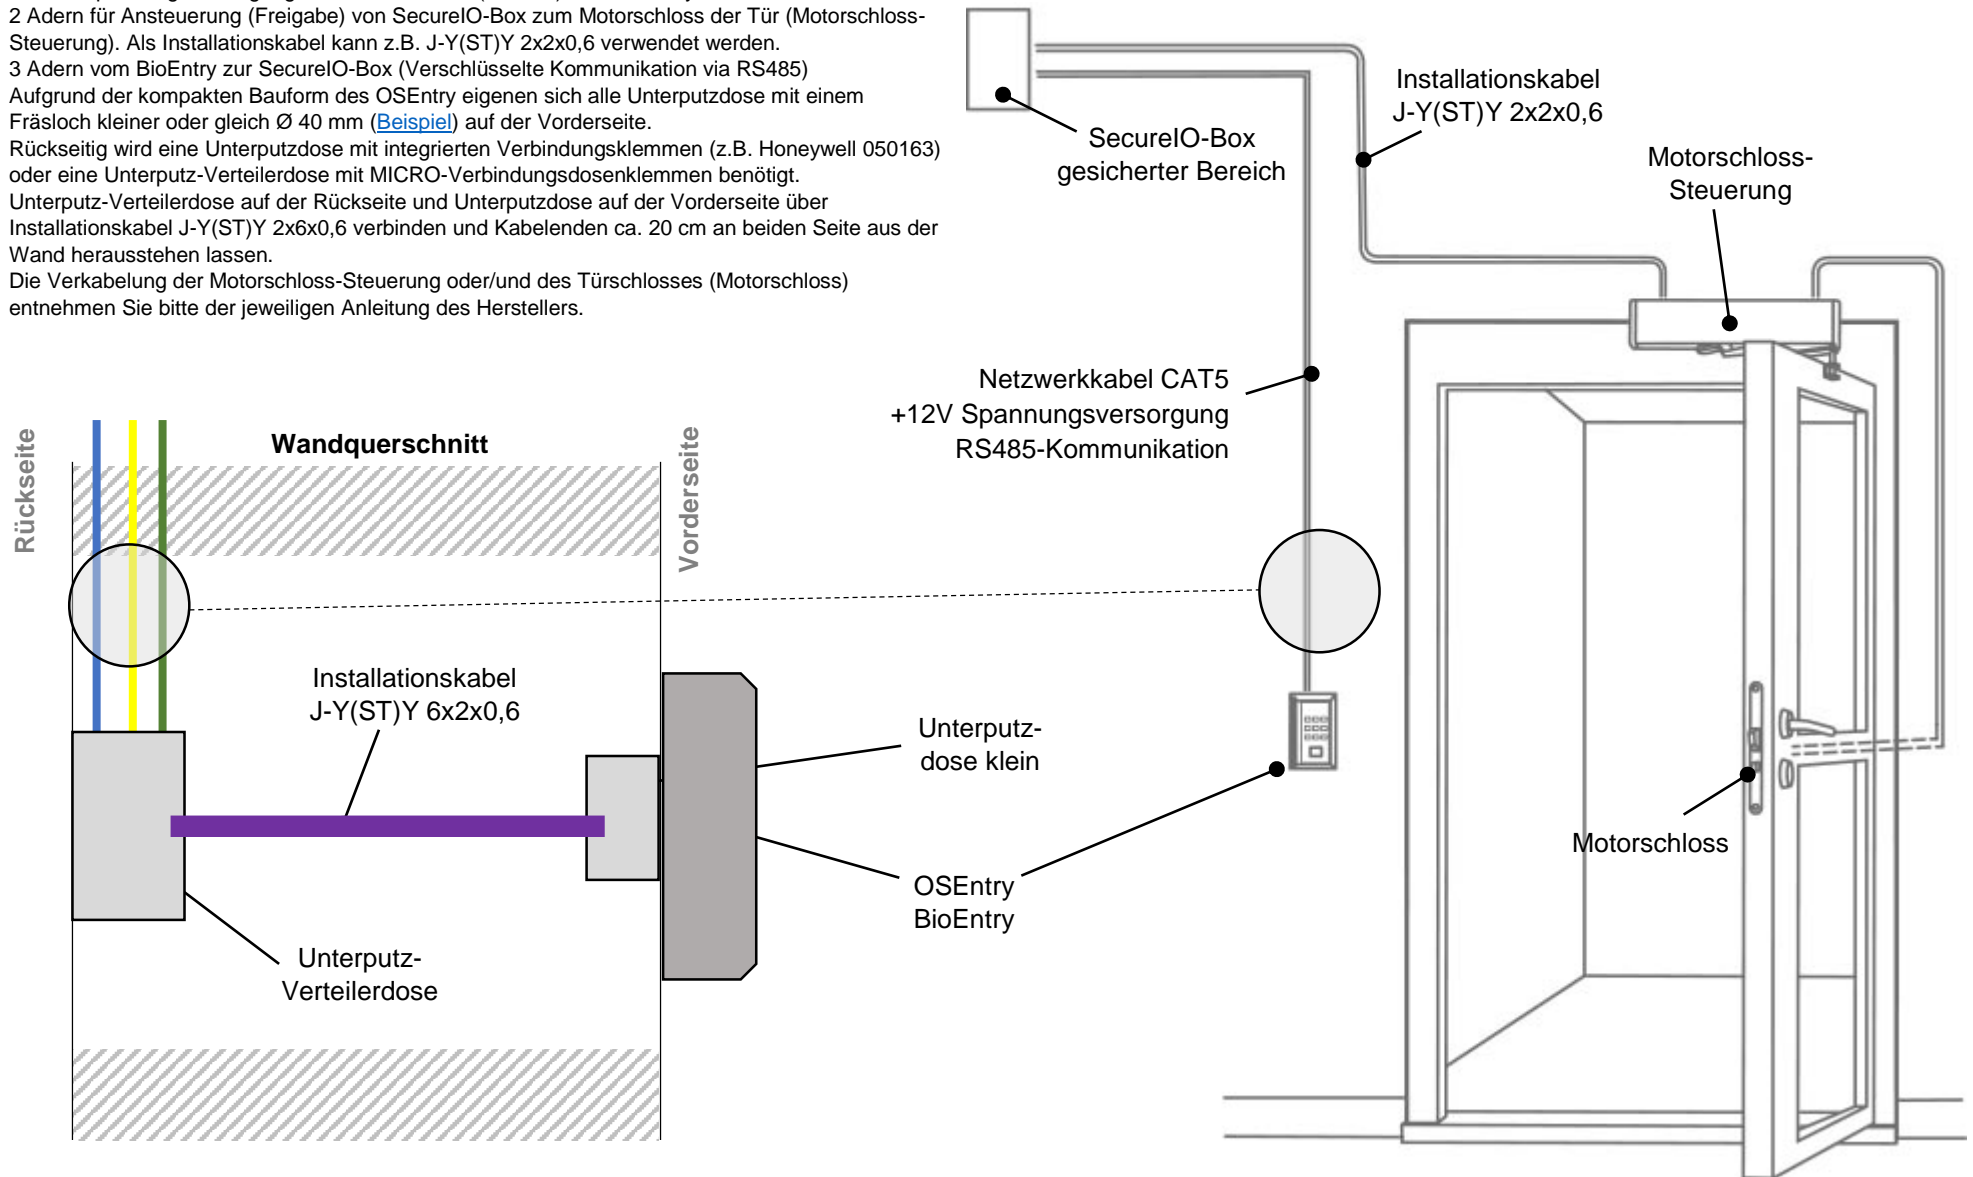 2 Adern für Ansteuerung (Freigabe) von SecureIO-Box zum Motorschloss der Tür (Motorschloss-
Steuerung). Als Installationskabel kann z.B. J-Y(ST)Y 2x2x0,6 verwendet werden.
3 Adern vom BioEntry zur SecureIO-Box (Verschlüsselte Kommunikation via RS485)
Aufgrund der kompakten Bauform des OSEntry eigenen sich alle Unterputzdose mit einem
Fräsloch kleiner oder gleich Ø 40 mm (Beispiel) auf der Vorderseite.
Rückseitig wird eine Unterputzdose mit integrierten Verbindungsklemmen (z.B. Honeywell 050163)
oder eine Unterputz-Verteilerdose mit MICRO-Verbindungsdosenklemmen benötigt.
Unterputz-Verteilerdose auf der Rückseite und Unterputzdose auf der Vorderseite über
Installationskabel J-Y(ST)Y 2x6x0,6 verbinden und Kabelenden ca. 20 cm an beiden Seite aus der
Wand herausstehen lassen.
Die Verkabelung der Motorschloss-Steuerung oder/und des Türschlosses (Motorschloss)
entnehmen Sie bitte der jeweiligen Anleitung des Herstellers.
SecureIO-Box
gesicherter Bereich
Installationskabel
J-Y(ST)Y 2x2x0,6
Motorschloss-
Steuerung
Netzwerkkabel CAT5
+12V Spannungsversorgung
RS485-Kommunikation
Rückseite
Wandquerschnitt
Vorderseite
Installationskabel
J-Y(ST)Y 6x2x0,6
Unterputz-
dose klein
Motorschloss
OSEntry
BioEntry
Unterputz-
Verteilerdose